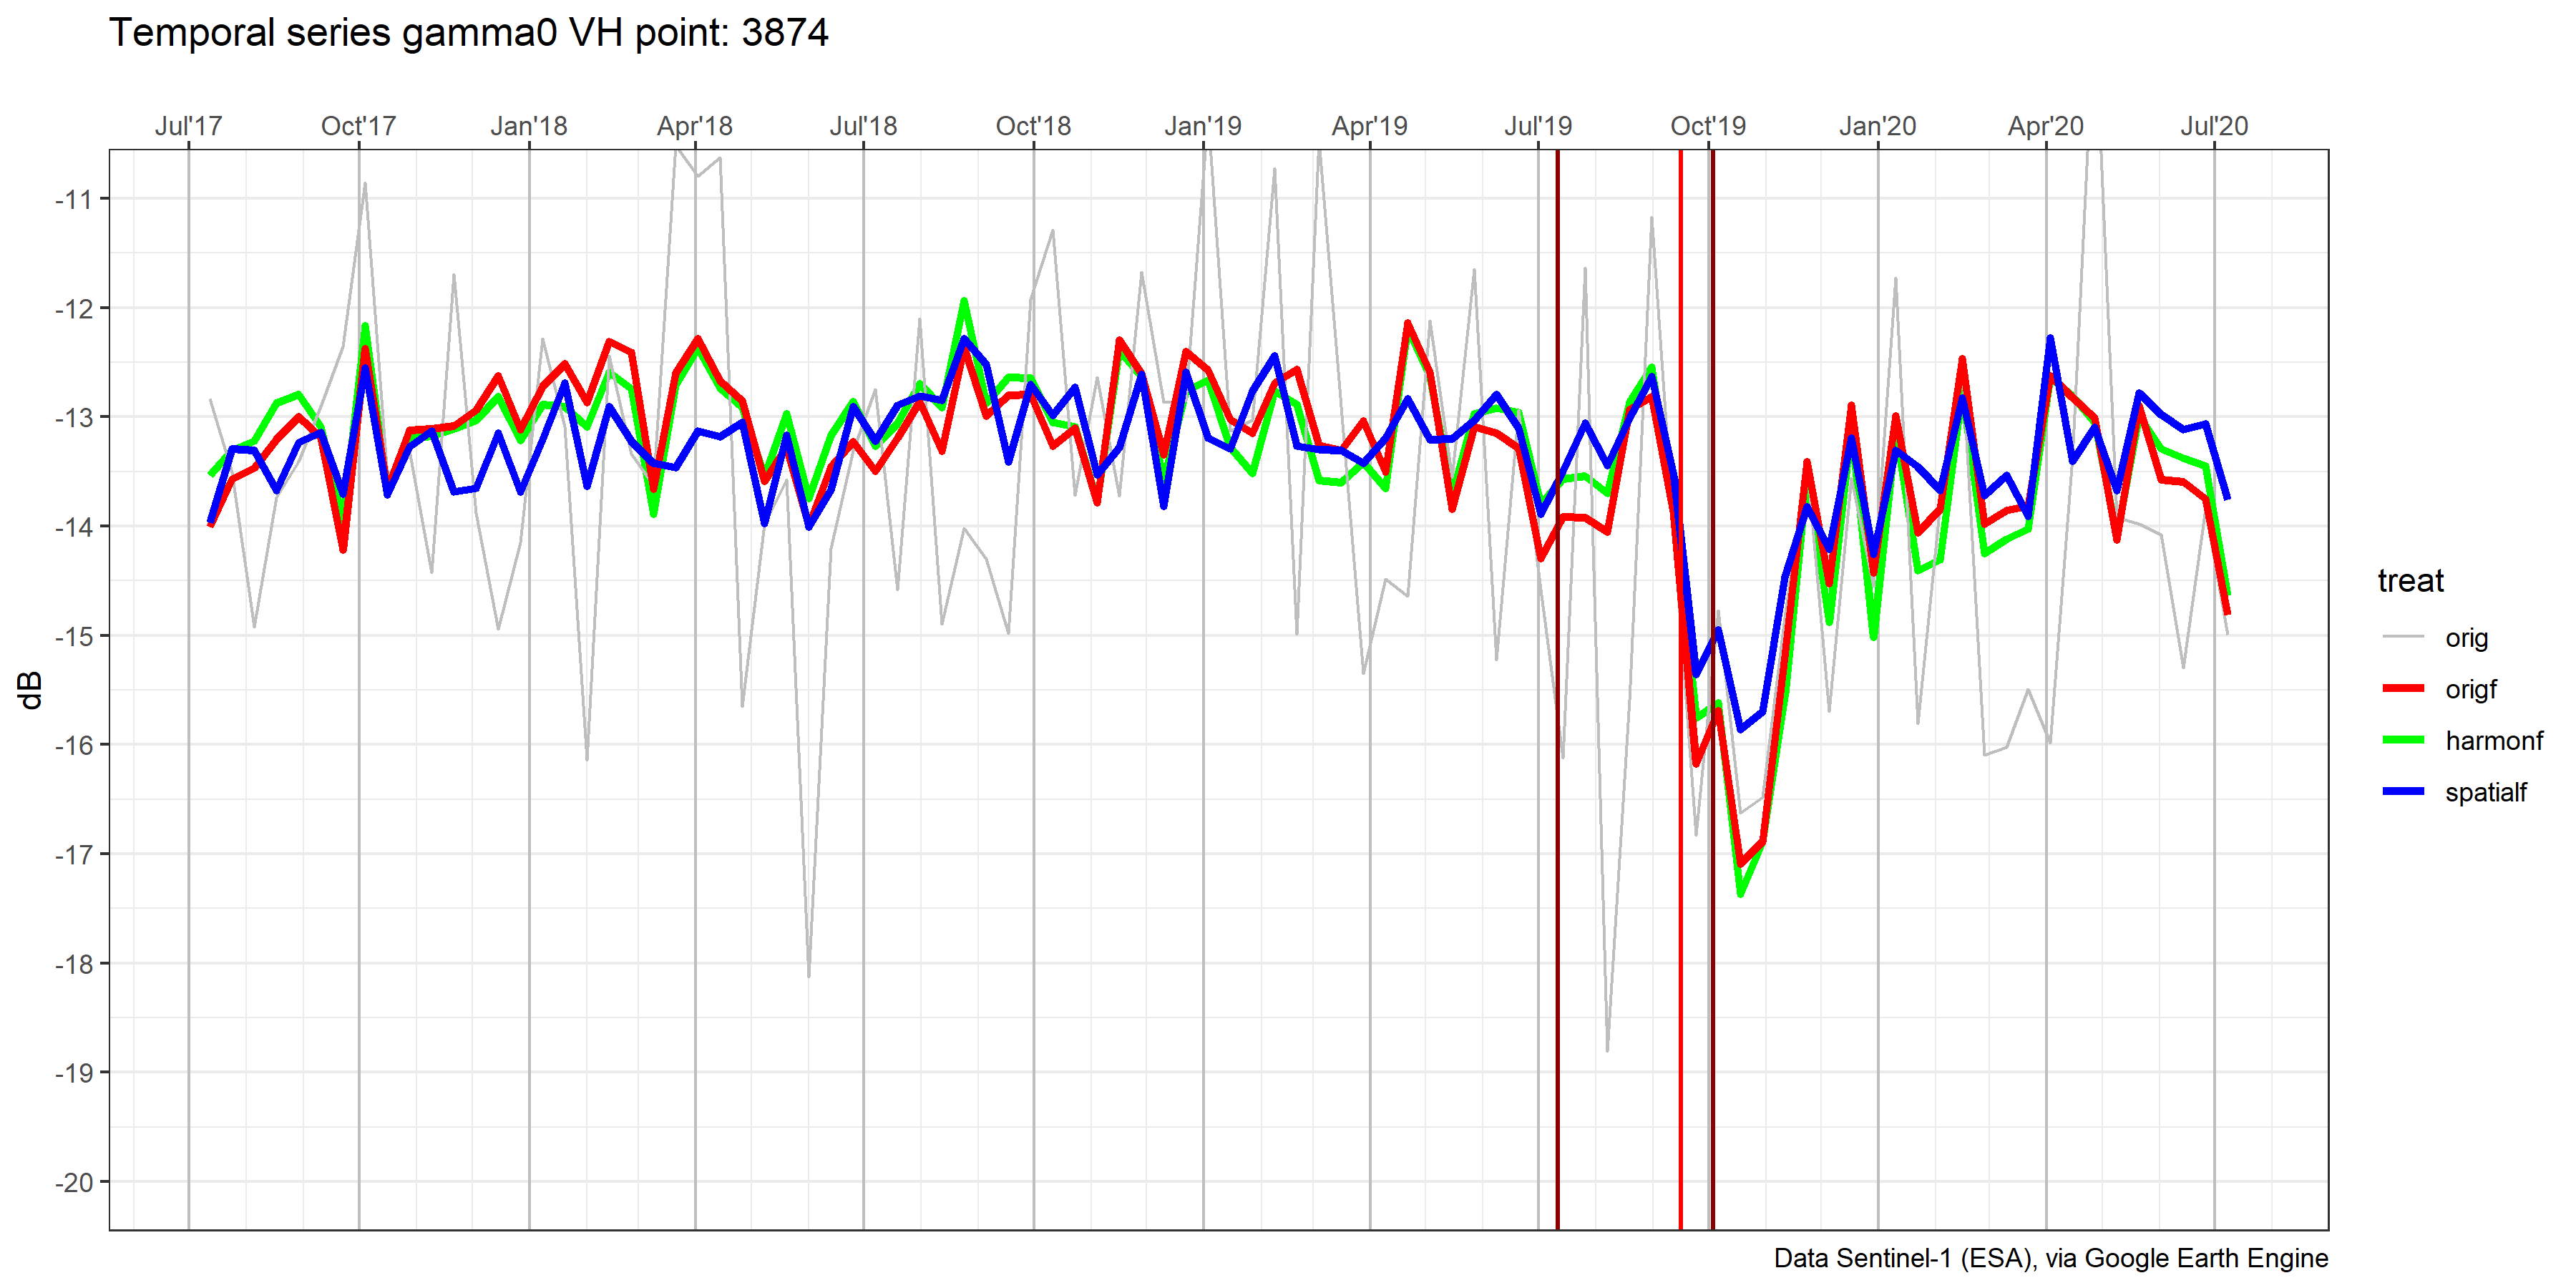 Temporal series gamma0 VH point: 3874
Jul'17 Oct'17 Jan'18 Apr'18 Jul'18 Oct'18 Jan'19 Apr'19 Jul'19 Oct'19 Jan'20 Apr'20 Jul'20
-11
-12
-13
-14
-15
-16
-17
-18
-19
-20
dB
treat
orig
origf
harmonf
spatialf
Data Sentinel-1 (ESA), via Google Earth Engine